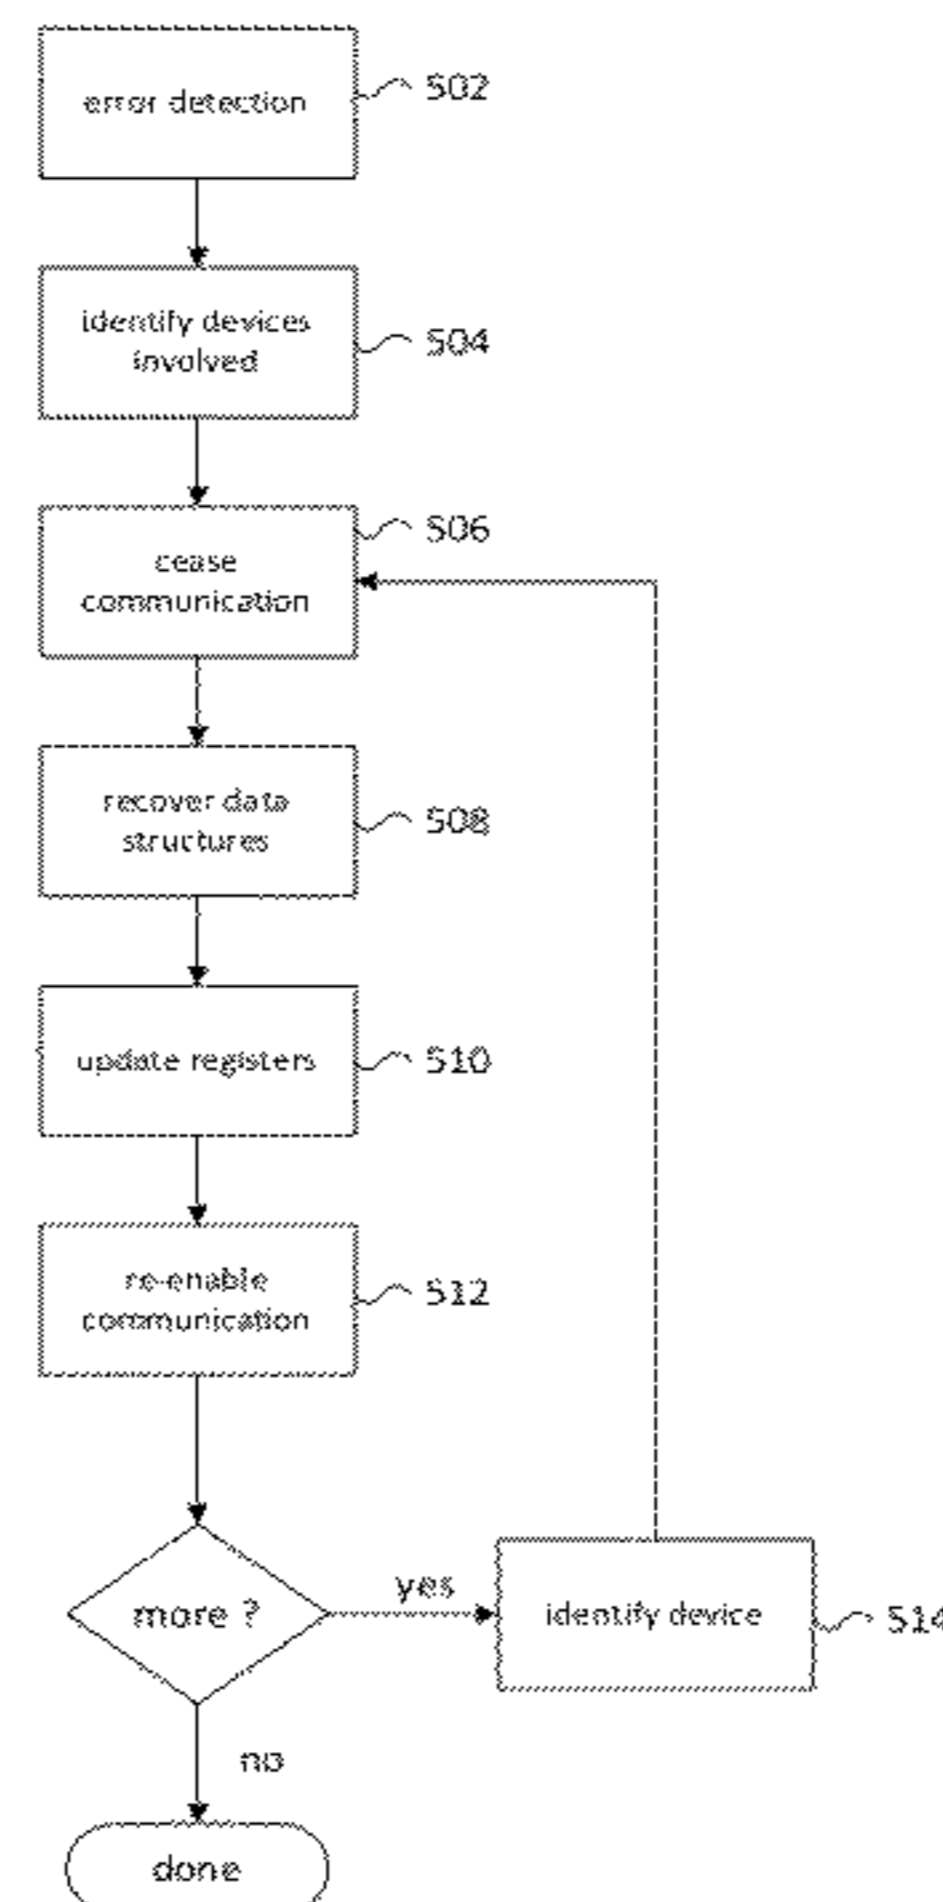 error detection
502
identify devices
involved
504
506
cease
communication
recover data
structures
508
update registers
510
re-enable
communication
512
more ?
yes
identify device
514
no
done